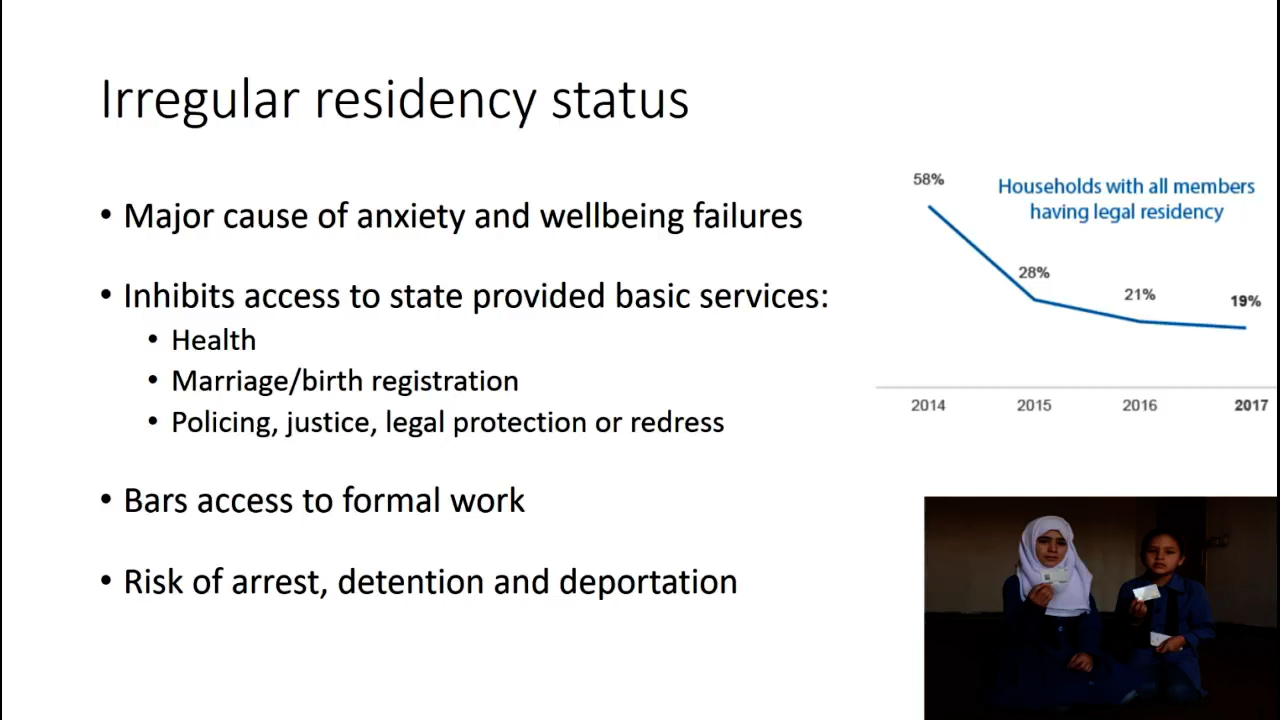 Irregular residency status
• Major cause of anxiety and wellbeing failures
• Inhibits access to state provided basic services:
• Health
• Marriage/birth registration
• Policing, justice, legal protection or redress
• Bars access to formal work
• Risk of arrest, detention and deportation
Households with all members
having legal residency
58%
28%
21%
19%
2014 2015 2016 2017